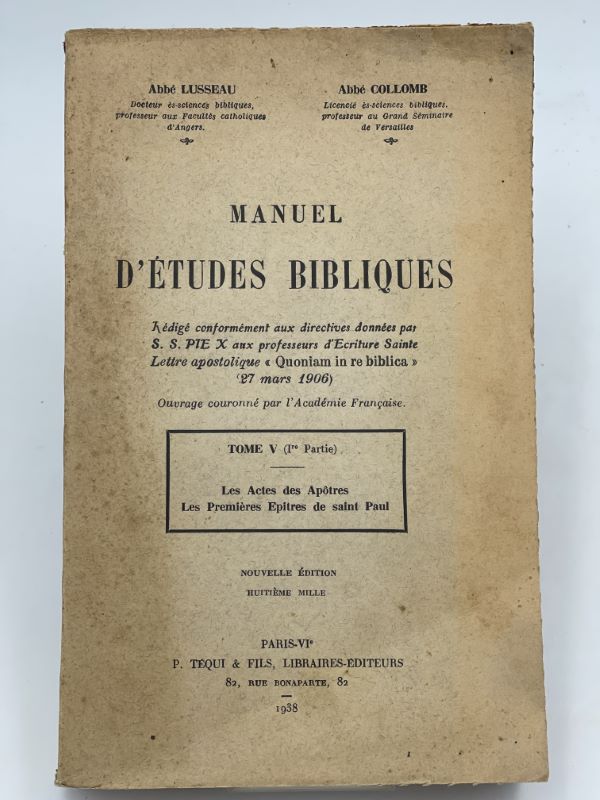 Abbé LUSSEAU
Docteur ès-sciences bibliques,
professeur aux Facultés catholiques
d'Angers.
Abbé COLLOMB
Licencié ès-sciences bibliques,
professeur au Grand Séminaire
de Versailles
MANUEL
D'ÉTUDES BIBLIQUES
Rédigé conformément aux directives données par
S. S. PIE X aux professeurs d'Ecriture Sainte
Lettre apostolique « Quoniam in re biblica »
(27 mars 1906)
Ouvrage couronné par l'Académie Française.
TOME V (Ire Partie)
Les Actes des Apôtres
Les Premières Epitres de saint Paul
NOUVELLE ÉDITION
HUITIÈME MILLE
PARIS-VIe
P. TÉQUI & FILS, LIBRAIRES-ÉDITEURS
82, RUE BONAPARTE, 82
1938